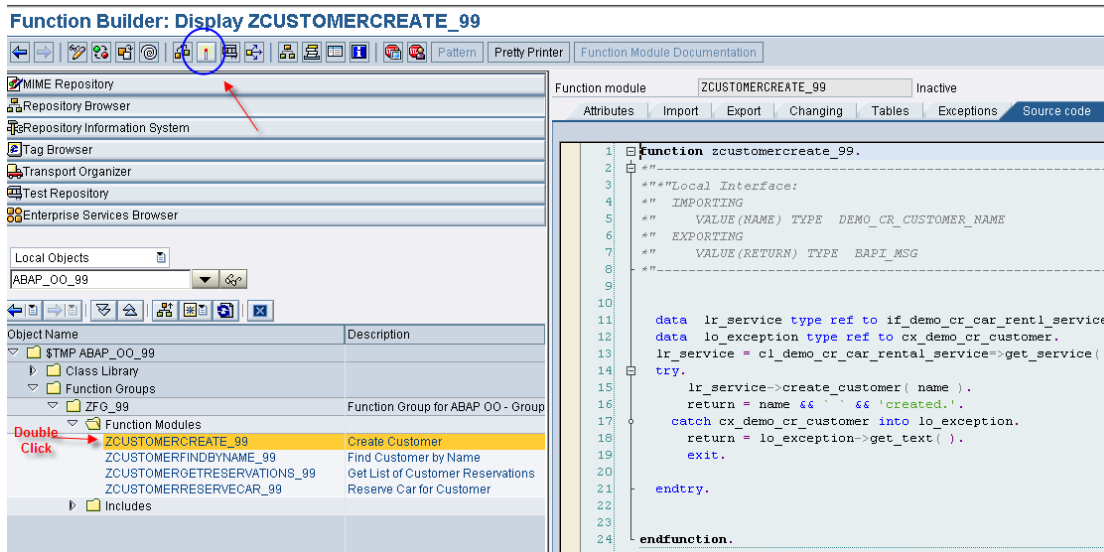 Function Builder: Display ZCUSTOMERCREATE_99
Pattern Pretty Printer Function Module Documentation
MIME Repository
Repository Browser
Repository Information System
Tag Browser
Transport Organizer
Test Repository
Enterprise Services Browser
Local Objects
ABAP_OO_99
Object Name Description
$TMP ABAP_OO_99
Class Library
Function Groups
ZFG_99 Function Group for ABAP OO - Group
Function Modules
Double
Click
ZCUSTOMERCREATE_99 Create Customer
ZCUSTOMERFINDBYNAME_99 Find Customer by Name
ZCUSTOMERGETRESERVATIONS_99 Get List of Customer Reservations
ZCUSTOMERRESERVECAR_99 Reserve Car for Customer
Includes
Function module ZCUSTOMERCREATE_99 Inactive
Attributes Import Export Changing Tables Exceptions Source code
1 function zcustomercreate_99.
2 *"----------------------------------------------------------------------
3 *"*"Local Interface:
4 *" IMPORTING
5 *" VALUE(NAME) TYPE DEMO_CR_CUSTOMER_NAME
6 *" EXPORTING
7 *" VALUE(RETURN) TYPE BAPI_MSG
8 *"----------------------------------------------------------------------
9
10
11 data lr_service type ref to if_demo_cr_car_rentl_service
12 data lo_exception type ref to cx_demo_cr_customer.
13 lr_service = cl_demo_cr_car_rental_service=>get_service(
14 try.
15 lr_service->create_customer( name ).
16 return = name && ` ` && 'created.'.
17 catch cx_demo_cr_customer into lo_exception.
18 return = lo_exception->get_text( ).
19 exit.
20
21 endtry.
22
23
24 endfunction.